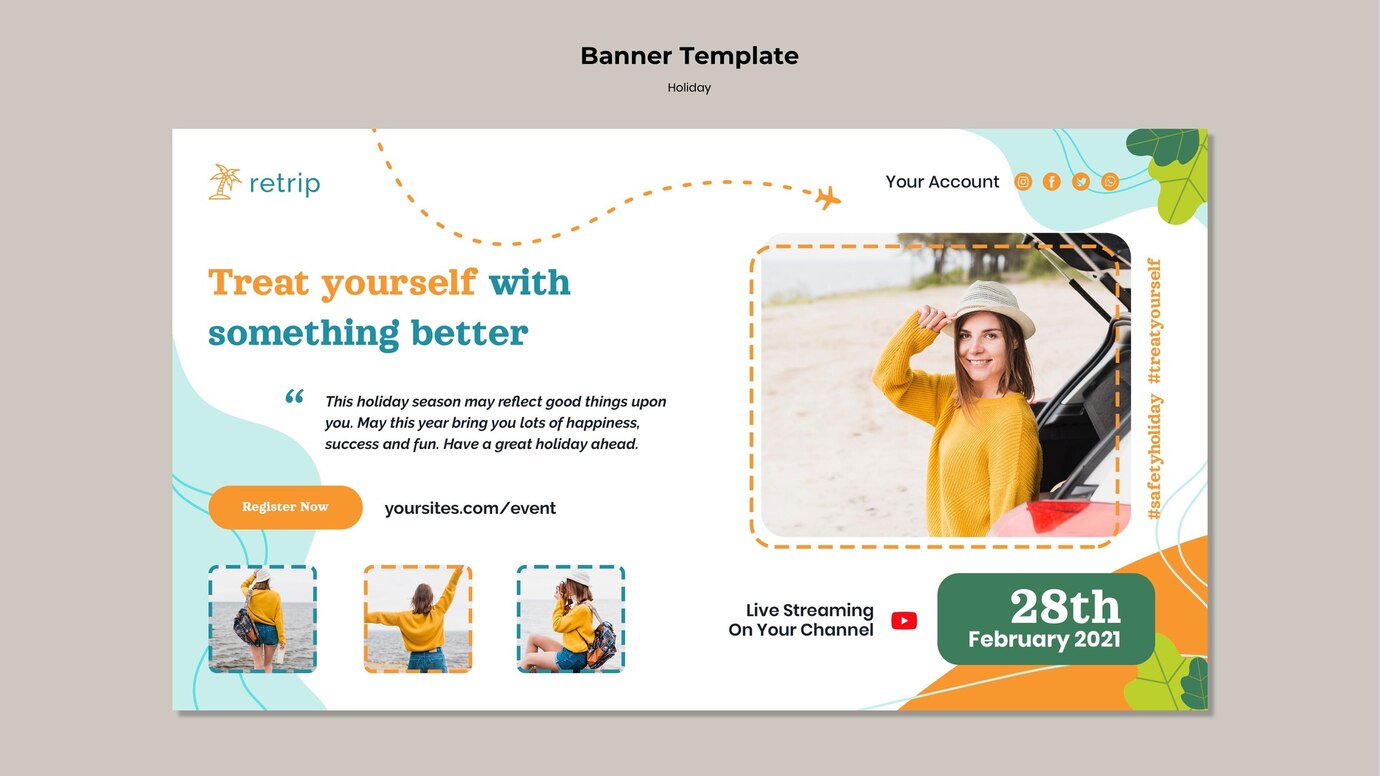 Banner Template
Holiday
retrip
Your Account
Treat yourself with
something better
“
This holiday season may reflect good things upon
you. May this year bring you lots of happiness,
success and fun. Have a great holiday ahead.
Register Now
yoursites.com/event
#safetyholiday #treatyourself
Live Streaming
On Your Channel
28th
February 2021